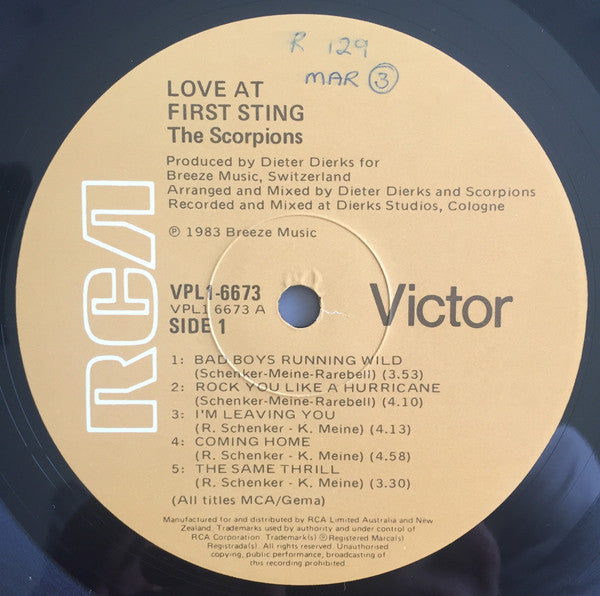 R 129
MAR 3
LOVE AT
FIRST STING
The Scorpions
Produced by Dieter Dierks for
Breeze Music, Switzerland
Arranged and Mixed by Dieter Dierks and Scorpions
Recorded and Mixed at Dierks Studios, Cologne
℗ 1983 Breeze Music
RCA
VPL1-6673
VPL1 6673 A
SIDE 1
Victor
1: BAD BOYS RUNNING WILD
(Schenker-Meine-Rarebell) (3.53)
2: ROCK YOU LIKE A HURRICANE
(Schenker-Meine-Rarebell) (4.10)
3: I'M LEAVING YOU
(R. Schenker - K. Meine) (4.13)
4: COMING HOME
(R. Schenker - K. Meine) (4.58)
5: THE SAME THRILL
(R. Schenker - K. Meine) (3.30)
(All titles MCA/Gema)
Manufactured for and distributed by RCA Limited Australia and New
Zealand. Trademarks used by authority and under control of
RCA Corporation. Trademark(s) ® Registered Marca(s)
Registrada(s). All rights reserved. Unauthorised
copying, public performance, broadcasting of
this recording prohibited.